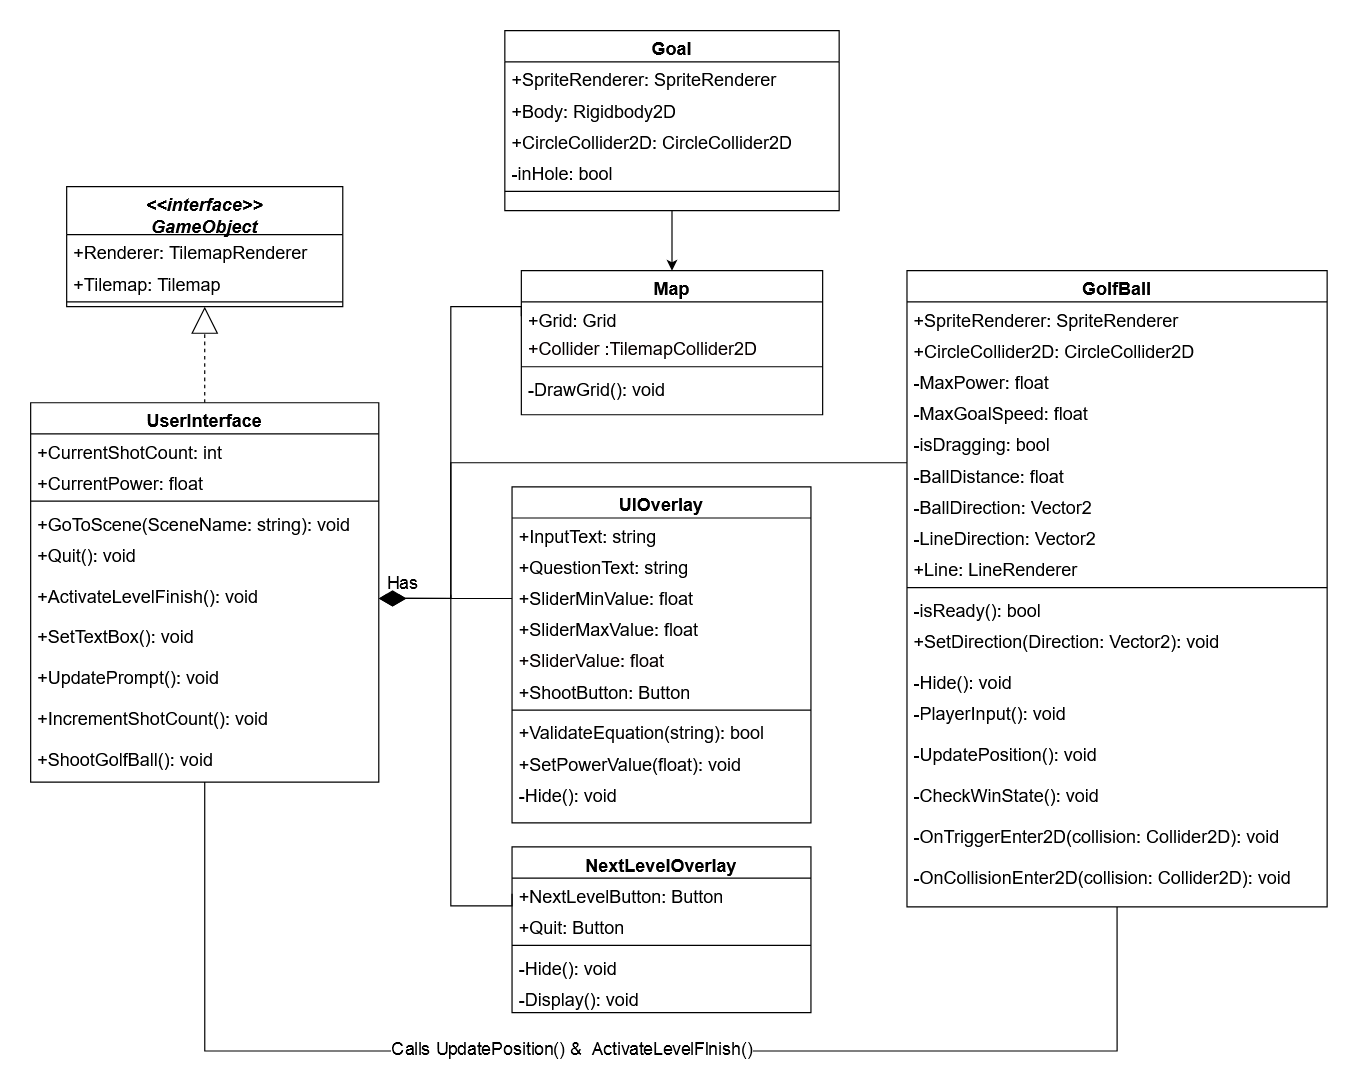 Goal
+SpriteRenderer: SpriteRenderer
+Body: Rigidbody2D
+CircleCollider2D: CircleCollider2D
-inHole: bool
<<interface>>
GameObject
+Renderer: TilemapRenderer
+Tilemap: Tilemap
Map
+Grid: Grid
+Collider :TilemapCollider2D
-DrawGrid(): void
GolfBall
+SpriteRenderer: SpriteRenderer
+CircleCollider2D: CircleCollider2D
-MaxPower: float
-MaxGoalSpeed: float
-isDragging: bool
-BallDistance: float
-BallDirection: Vector2
-LineDirection: Vector2
+Line: LineRenderer
-isReady(): bool
+SetDirection(Direction: Vector2): void
-Hide(): void
-PlayerInput(): void
-UpdatePosition(): void
-CheckWinState(): void
-OnTriggerEnter2D(collision: Collider2D): void
-OnCollisionEnter2D(collision: Collider2D): void
UserInterface
+CurrentShotCount: int
+CurrentPower: float
+GoToScene(SceneName: string): void
+Quit(): void
+ActivateLevelFinish(): void
+SetTextBox(): void
+UpdatePrompt(): void
+IncrementShotCount(): void
+ShootGolfBall(): void
Has
UIOverlay
+InputText: string
+QuestionText: string
+SliderMinValue: float
+SliderMaxValue: float
+SliderValue: float
+ShootButton: Button
+ValidateEquation(string): bool
+SetPowerValue(float): void
-Hide(): void
NextLevelOverlay
+NextLevelButton: Button
+Quit: Button
-Hide(): void
-Display(): void
Calls UpdatePosition() & ActivateLevelFInish()